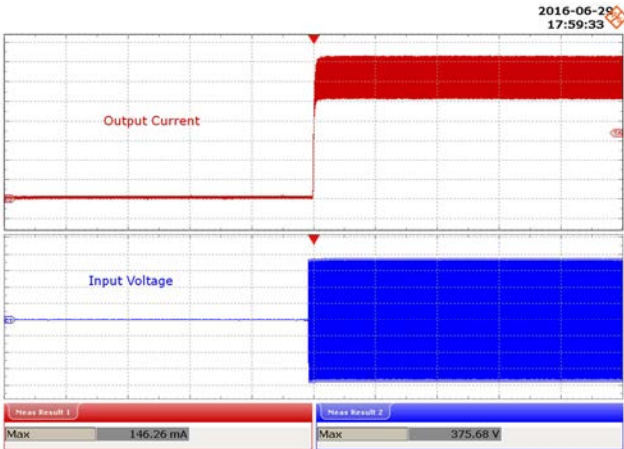 2016-06-29
17:59:33
Output Current
Input Voltage
Meas Result 1
Meas Result 2
Max 146.26 mA
Max 375.68 V